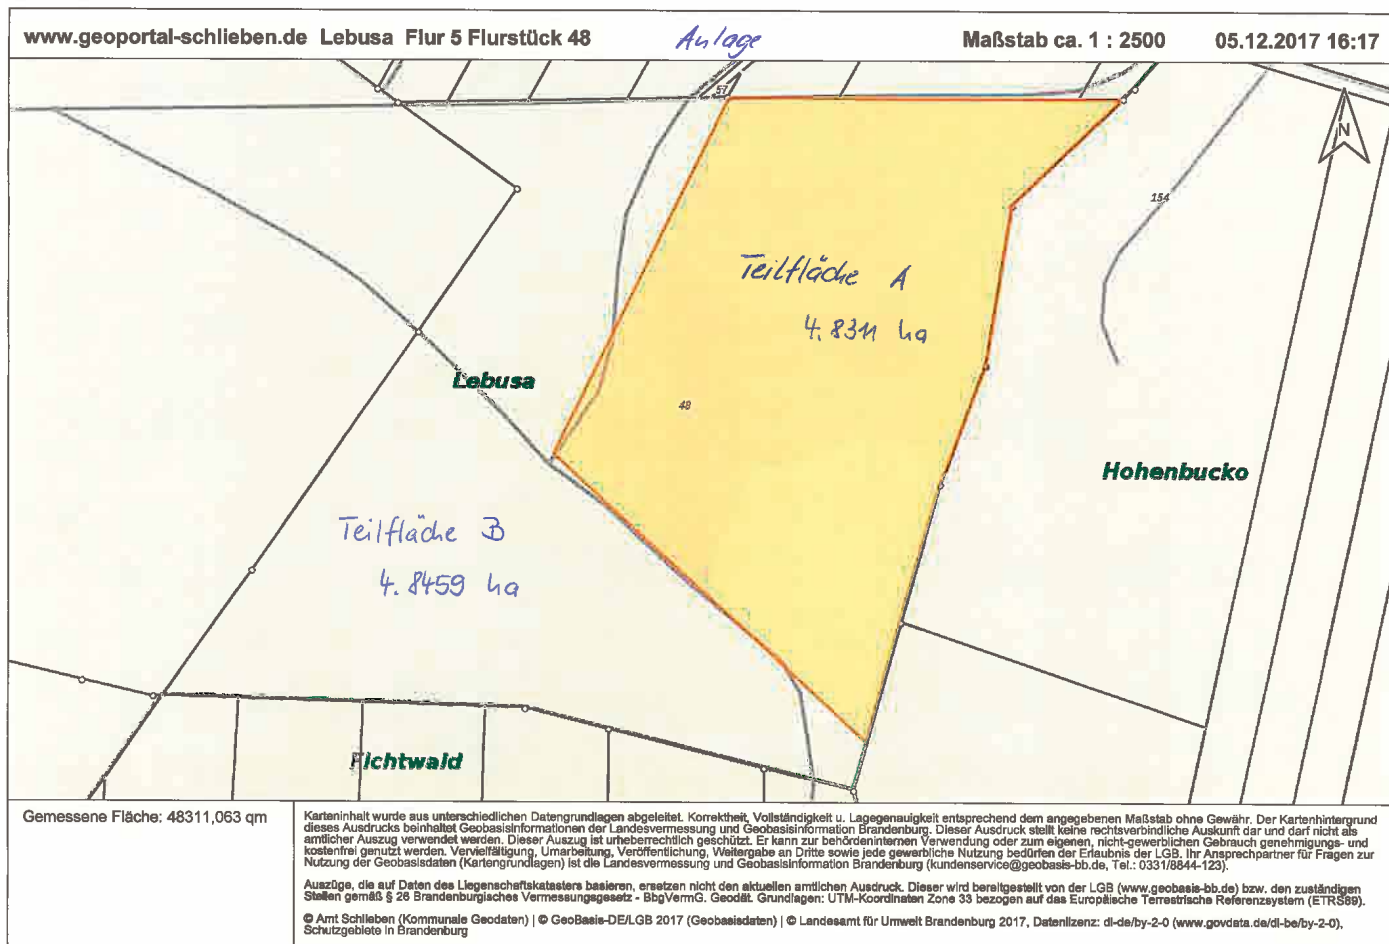 www.geoportal-schlieben.de Lebusa Flur 5 Flurstück 48
Anlage
Maßstab ca. 1 : 2500
05.12.2017 16:17
57
N
154
Teilfläche A
4.8311 ha
Lebusa
48
Hohenbucko
Teilfläche B
4.8459 ha
Fichtwald
Gemessene Fläche: 48311,063 qm
Karteninhalt wurde aus unterschiedlichen Datengrundlagen abgeleitet. Korrektheit, Vollständigkeit u. Lagegenauigkeit entsprechend dem angegebenen Maßstab ohne Gewähr. Der Kartenhintergrund
dieses Ausdrucks beinhaltet Geobasisinformationen der Landesvermessung und Geobasisinformation Brandenburg. Dieser Ausdruck stellt keine rechtsverbindliche Auskunft dar und darf nicht als
amtlicher Auszug verwendet werden. Dieser Auszug ist urheberrechtlich geschützt. Er kann zur behördeninternen Verwendung oder zum eigenen, nicht-gewerblichen Gebrauch genehmigungs- und
kostenfrei genutzt werden. Vervielfältigung, Umarbeitung, Veröffentlichung, Weitergabe an Dritte sowie jede gewerbliche Nutzung bedürfen der Erlaubnis der LGB. Ihr Ansprechpartner für Fragen zur
Nutzung der Geobasisdaten (Kartengrundlagen) ist die Landesvermessung und Geobasisinformation Brandenburg (kundenservice@geobasis-bb.de, Tel.: 0331/8844-123).
Auszüge, die auf Daten des Liegenschaftskatasters basieren, ersetzen nicht den aktuellen amtlichen Ausdruck. Dieser wird bereitgestellt von der LGB (www.geobasis-bb.de) bzw. den zuständigen
Stellen gemäß § 26 Brandenburgisches Vermessungsgesetz - BbgVermG. Geodät. Grundlagen: UTM-Koordinaten Zone 33 bezogen auf das Europäische Terrestrische Referenzsystem (ETRS89).
© Amt Schlieben (Kommunale Geodaten) | © GeoBasis-DE/LGB 2017 (Geobasisdaten) | © Landesamt für Umwelt Brandenburg 2017, Datenlizenz: dl-de/by-2-0 (www.govdata.de/dl-be/by-2-0),
Schutzgebiete in Brandenburg